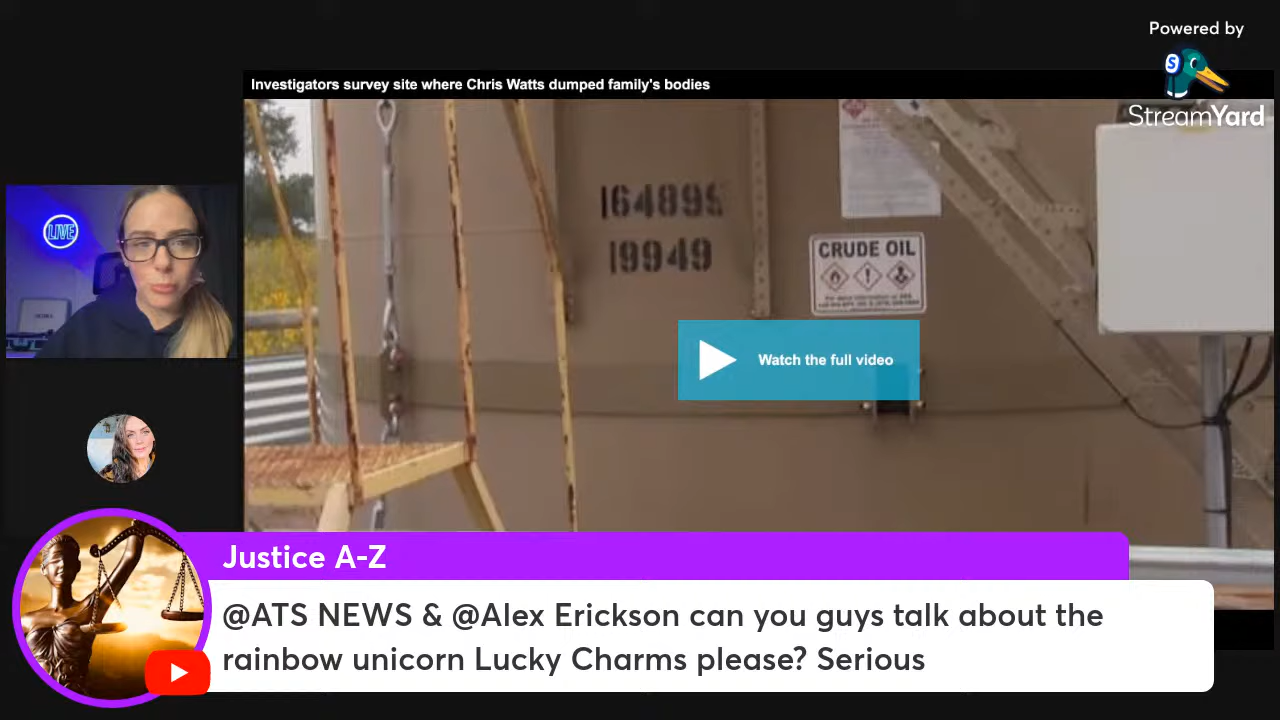 Powered by
StreamYard
Investigators survey site where Chris Watts dumped family's bodies
LIVE
19949
CRUDE OIL
Watch the full video
Justice A-Z
@ATS NEWS & @Alex Erickson can you guys talk about the
rainbow unicorn Lucky Charms please? Serious